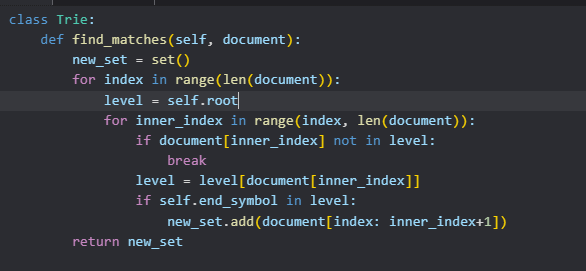 class Trie:
    def find_matches(self, document):
        new_set = set()
        for index in range(len(document)):
            level = self.root
            for inner_index in range(index, len(document)):
                if document[inner_index] not in level:
                    break
                level = level[document[inner_index]]
                if self.end_symbol in level:
                    new_set.add(document[index: inner_index+1])
        return new_set